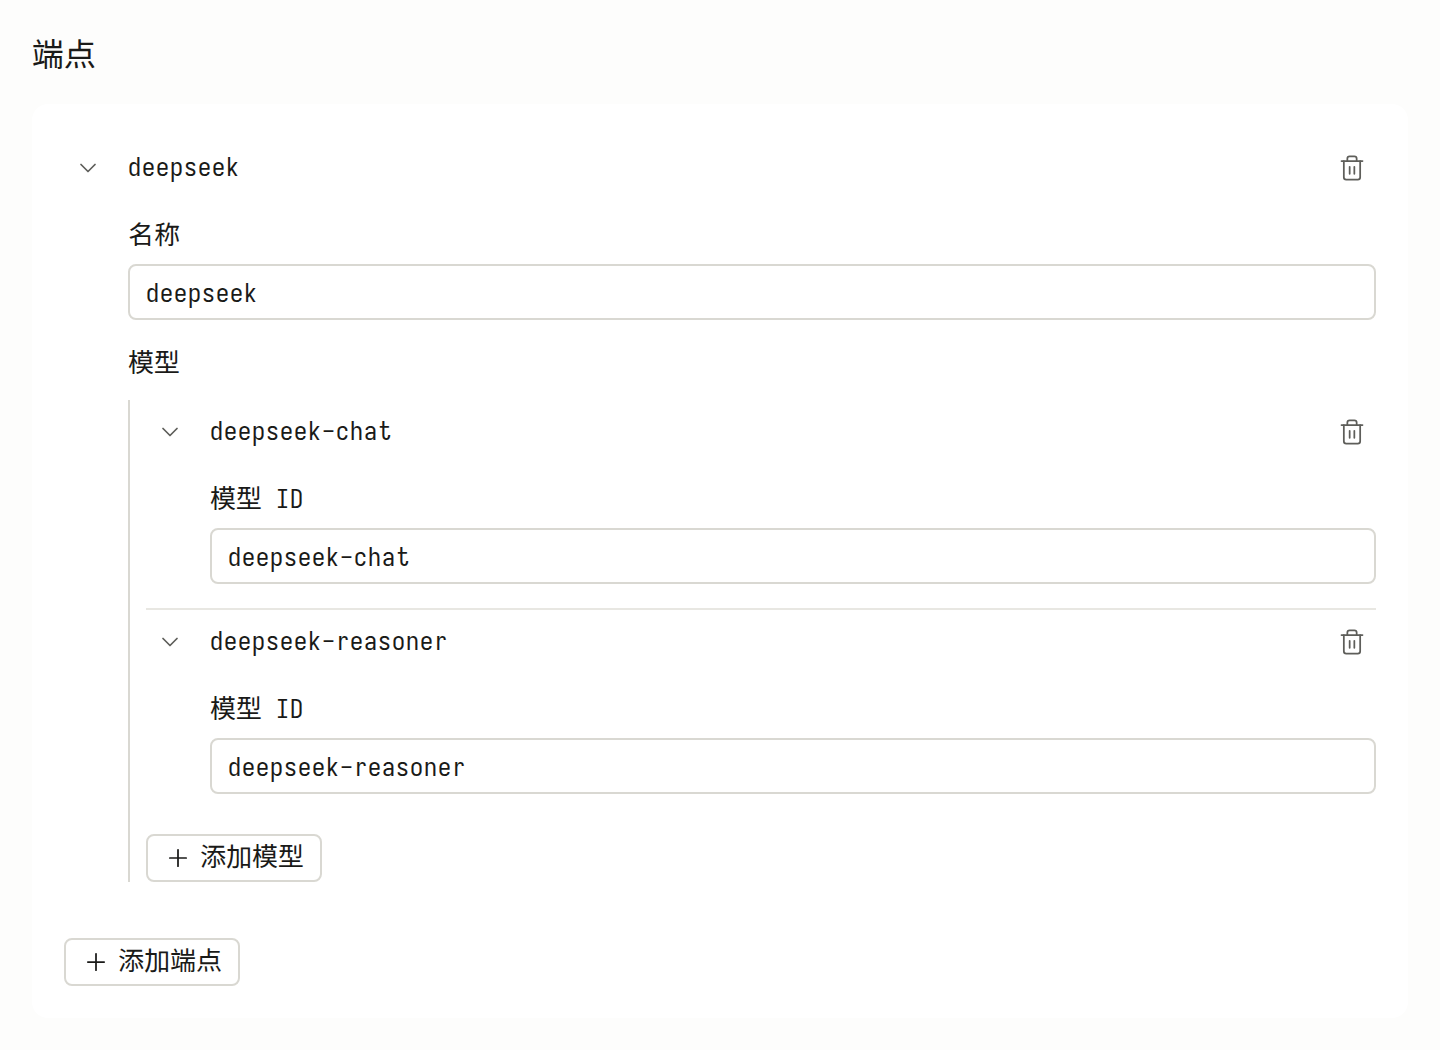 端点
deepseek
名称
deepseek
模型
deepseek-chat
模型 ID
deepseek-chat
deepseek-reasoner
模型 ID
deepseek-reasoner
添加模型
添加端点